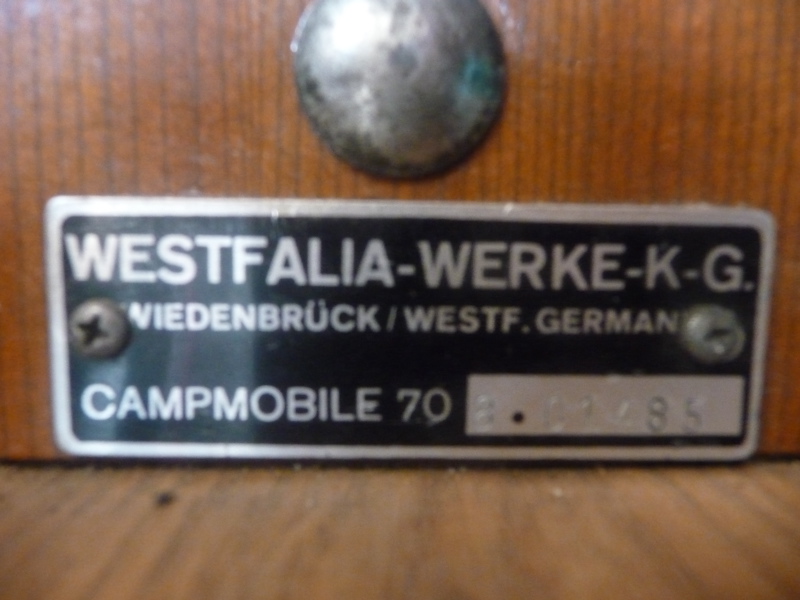 WESTFALIA-WERKE-K-G.
WIEDENBRÜCK / WESTF. GERMAN
CAMPMOBILE 70